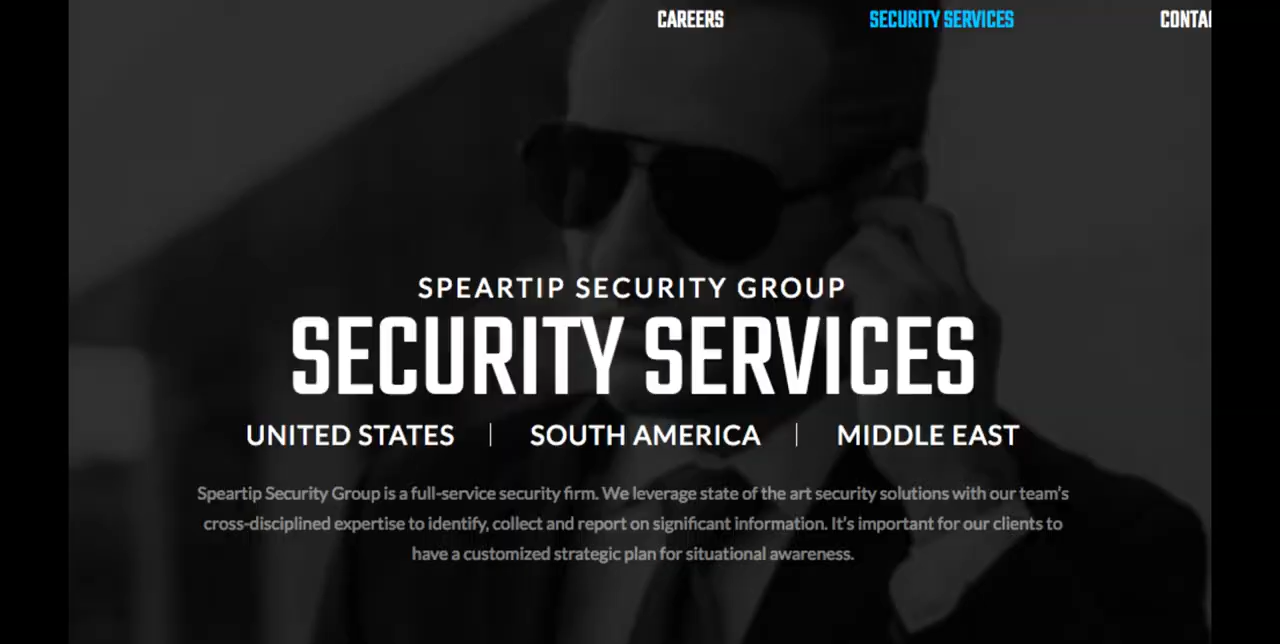 CAREERS SECURITY SERVICES CONTA
SPEARTIP SECURITY GROUP
SECURITY SERVICES
UNITED STATES | SOUTH AMERICA | MIDDLE EAST
Speartip Security Group is a full-service security firm. We leverage state of the art security solutions with our team's
cross-disciplined expertise to identify, collect and report on significant information. It's important for our clients to
have a customized strategic plan for situational awareness.